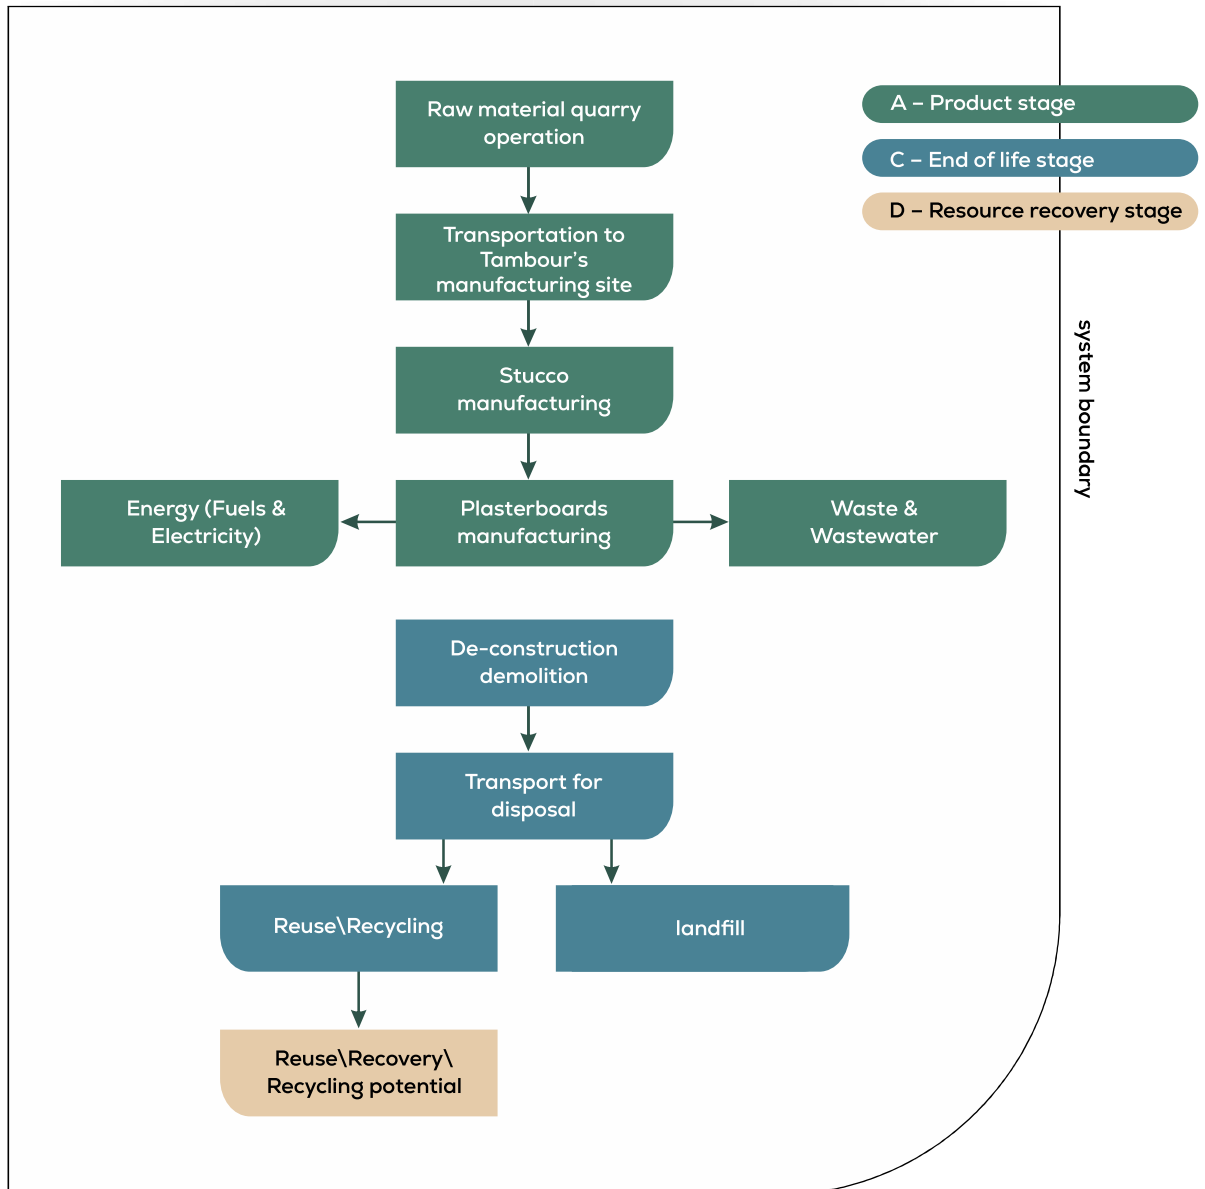 Raw material quarry
operation
A – Product stage
C – End of life stage
D – Resource recovery stage
Transportation to
Tambour's
manufacturing site
system boundary
Stucco
manufacturing
Energy (Fuels &
Electricity)
Plasterboards
manufacturing
Waste &
Wastewater
De-construction
demolition
Transport for
disposal
Reuse\Recycling
landfill
Reuse\Recovery\
Recycling potential